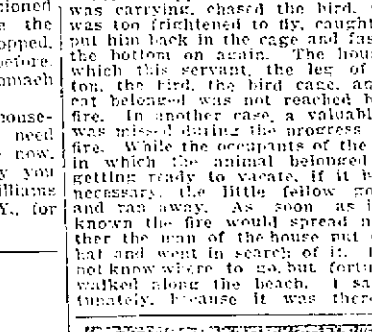 tioned
the
opped,
before.
omach
house-
need
now.
y you
illiams
Y., for
was carrying, chased the bird,
was too frightened to fly, caught
put him back in the cage and fas
the bottom on again. The hou
which this servant, the leg of
ton, the bird, the bird cage, an
cat belonged was not reached b
fire. In another case, a valuabl
was missed during the progress
fire. While the occupants of the
in which the animal belonged
getting ready to vacate, if it b
necessary, the little fellow go
and ran away. As soon as i
known the fire would spread n
ther the man of the house put
hat and went in search of it. I
not know where to go, but fortu
walked along the beach. I sa
tunately, because it was ther